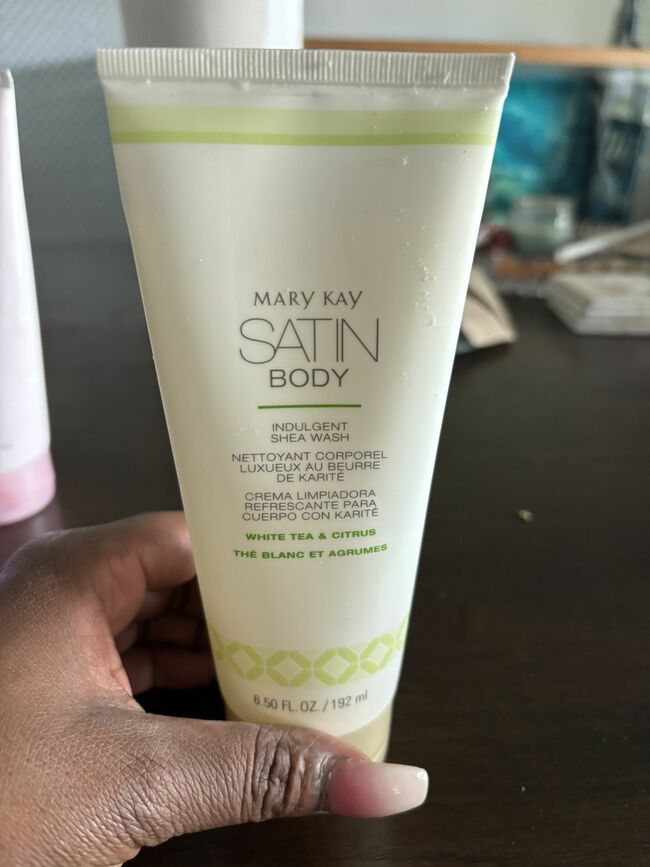 MARY KAY
SATIN
BODY
INDULGENT
SHEA WASH
NETTOYANT CORPOREL
LUXUEUX AU BEURRE
DE KARITÉ
CREMA LIMPIADORA
REFRESCANTE PARA
CUERPO CON KARITÉ
WHITE TEA & CITRUS
THÉ BLANC ET AGRUMES
6.50 FL. OZ. / 192 ml